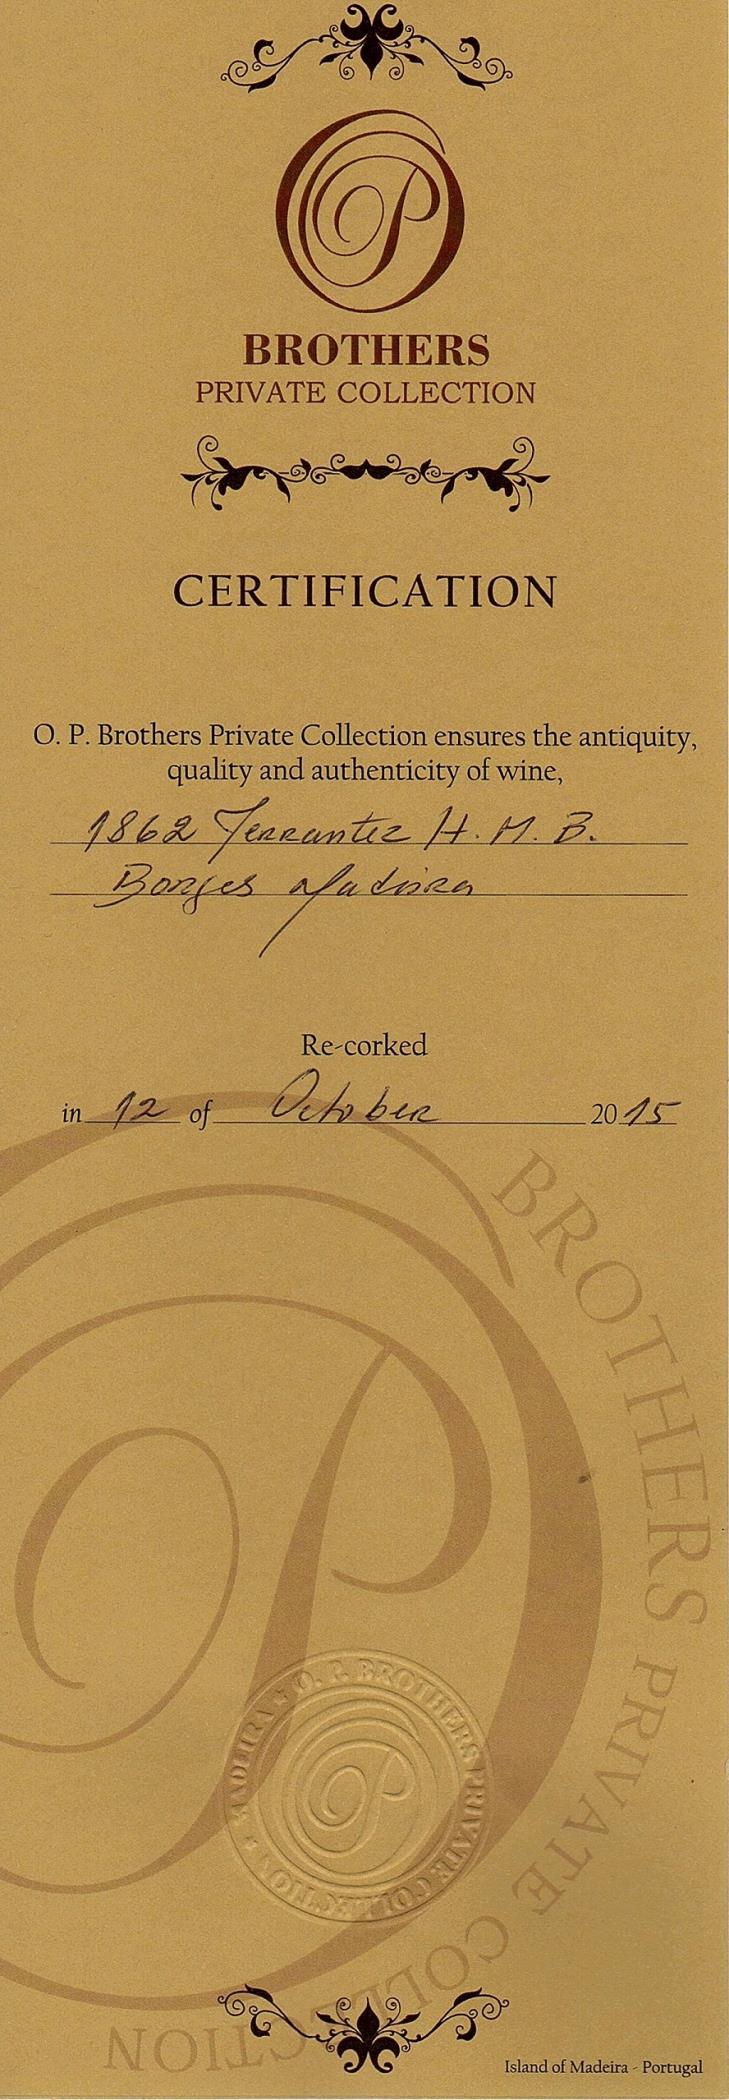 OP
BROTHERS
PRIVATE COLLECTION
CERTIFICATION
O. P. Brothers Private Collection ensures the antiquity,
quality and authenticity of wine,
1862 Terrantez H. M. B.
Borges Madeira
Re-corked
in 12 of October 2015
BROTHERS PRIVATE COLLECTION
MADEIRA * O. P. BROTHERS PRIVATE COLLECTION *
Island of Madeira - Portugal